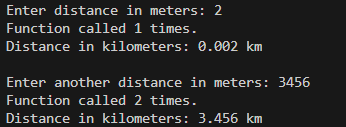 Enter distance in meters: 2
Function called 1 times.
Distance in kilometers: 0.002 km
Enter another distance in meters: 3456
Function called 2 times.
Distance in kilometers: 3.456 km